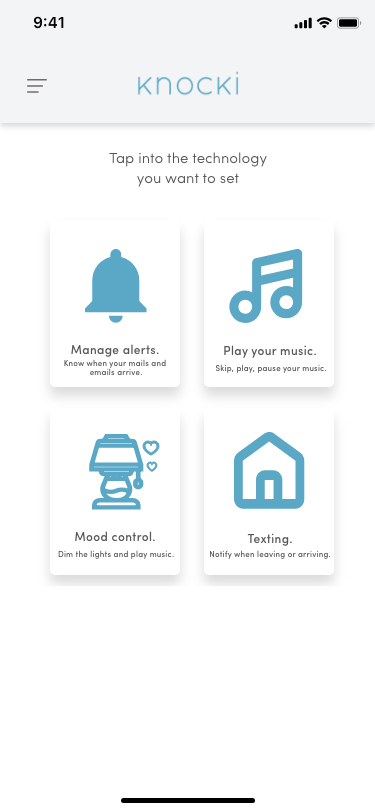 9:41
knocki
Tap into the technology
you want to set
Manage alerts.
Know when your mails and
emails arrive.
Play your music.
Skip, play, pause your music.
Mood control.
Dim the lights and play music.
Texting.
Notify when leaving or arriving.